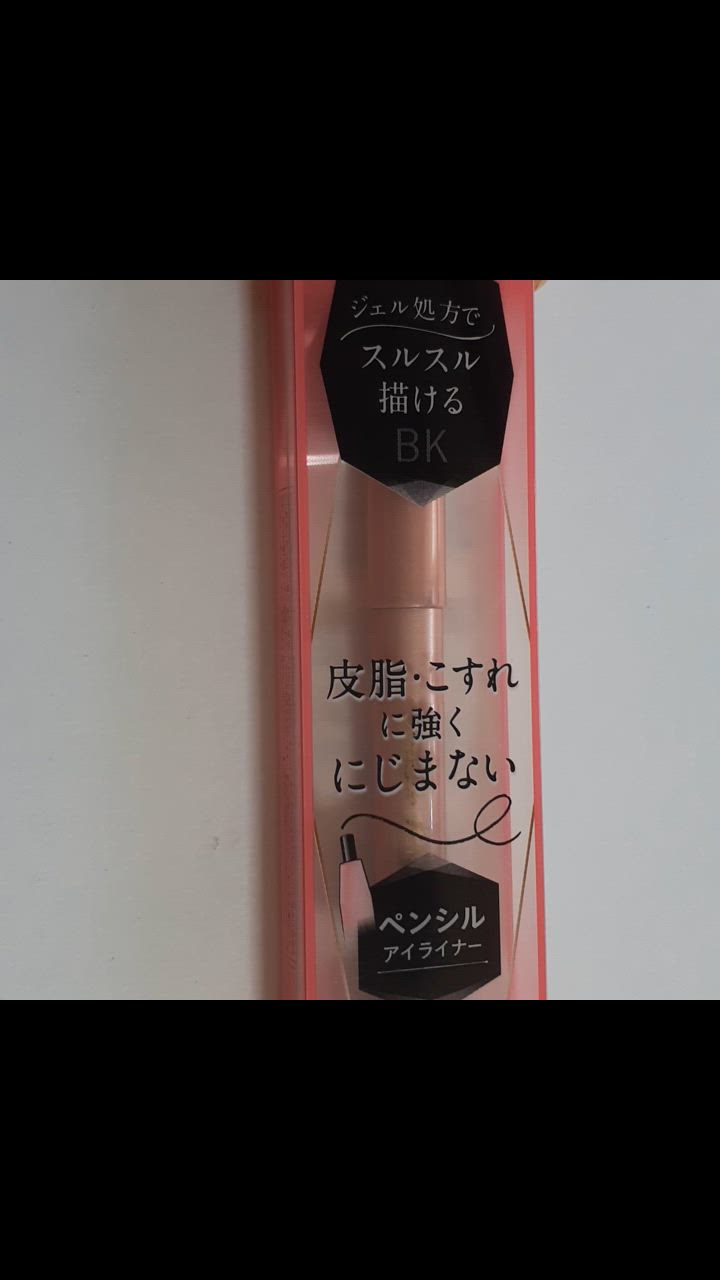 ジェル処方で
スルスル
描ける
BK
皮脂・こすれ
に強く
にじまない
ペンシル
アイライナー